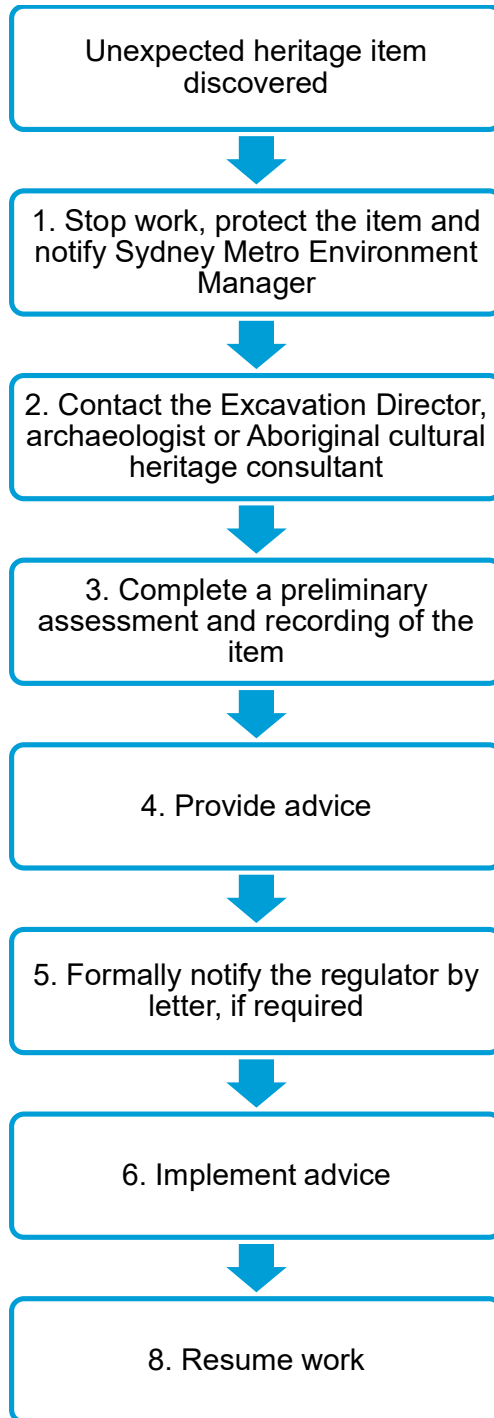 Unexpected heritage item
discovered
1. Stop work, protect the item and
notify Sydney Metro Environment
Manager
2. Contact the Excavation Director,
archaeologist or Aboriginal cultural
heritage consultant
3. Complete a preliminary
assessment and recording of the
item
4. Provide advice
5. Formally notify the regulator by
letter, if required
6. Implement advice
8. Resume work